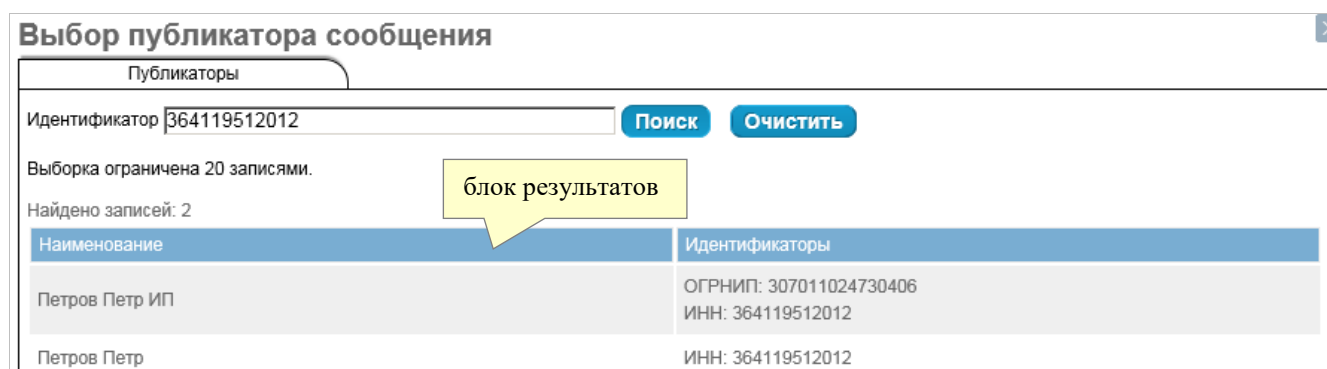 Выбор публикатора сообщения
Публикаторы
Идентификатор 364119512012 Поиск Очистить
Выборка ограничена 20 записями.
блок результатов
Найдено записей: 2
Наименование Идентификаторы
Петров Петр ИП
ОГРНИП: 307011024730406
ИНН: 364119512012
Петров Петр ИНН: 364119512012